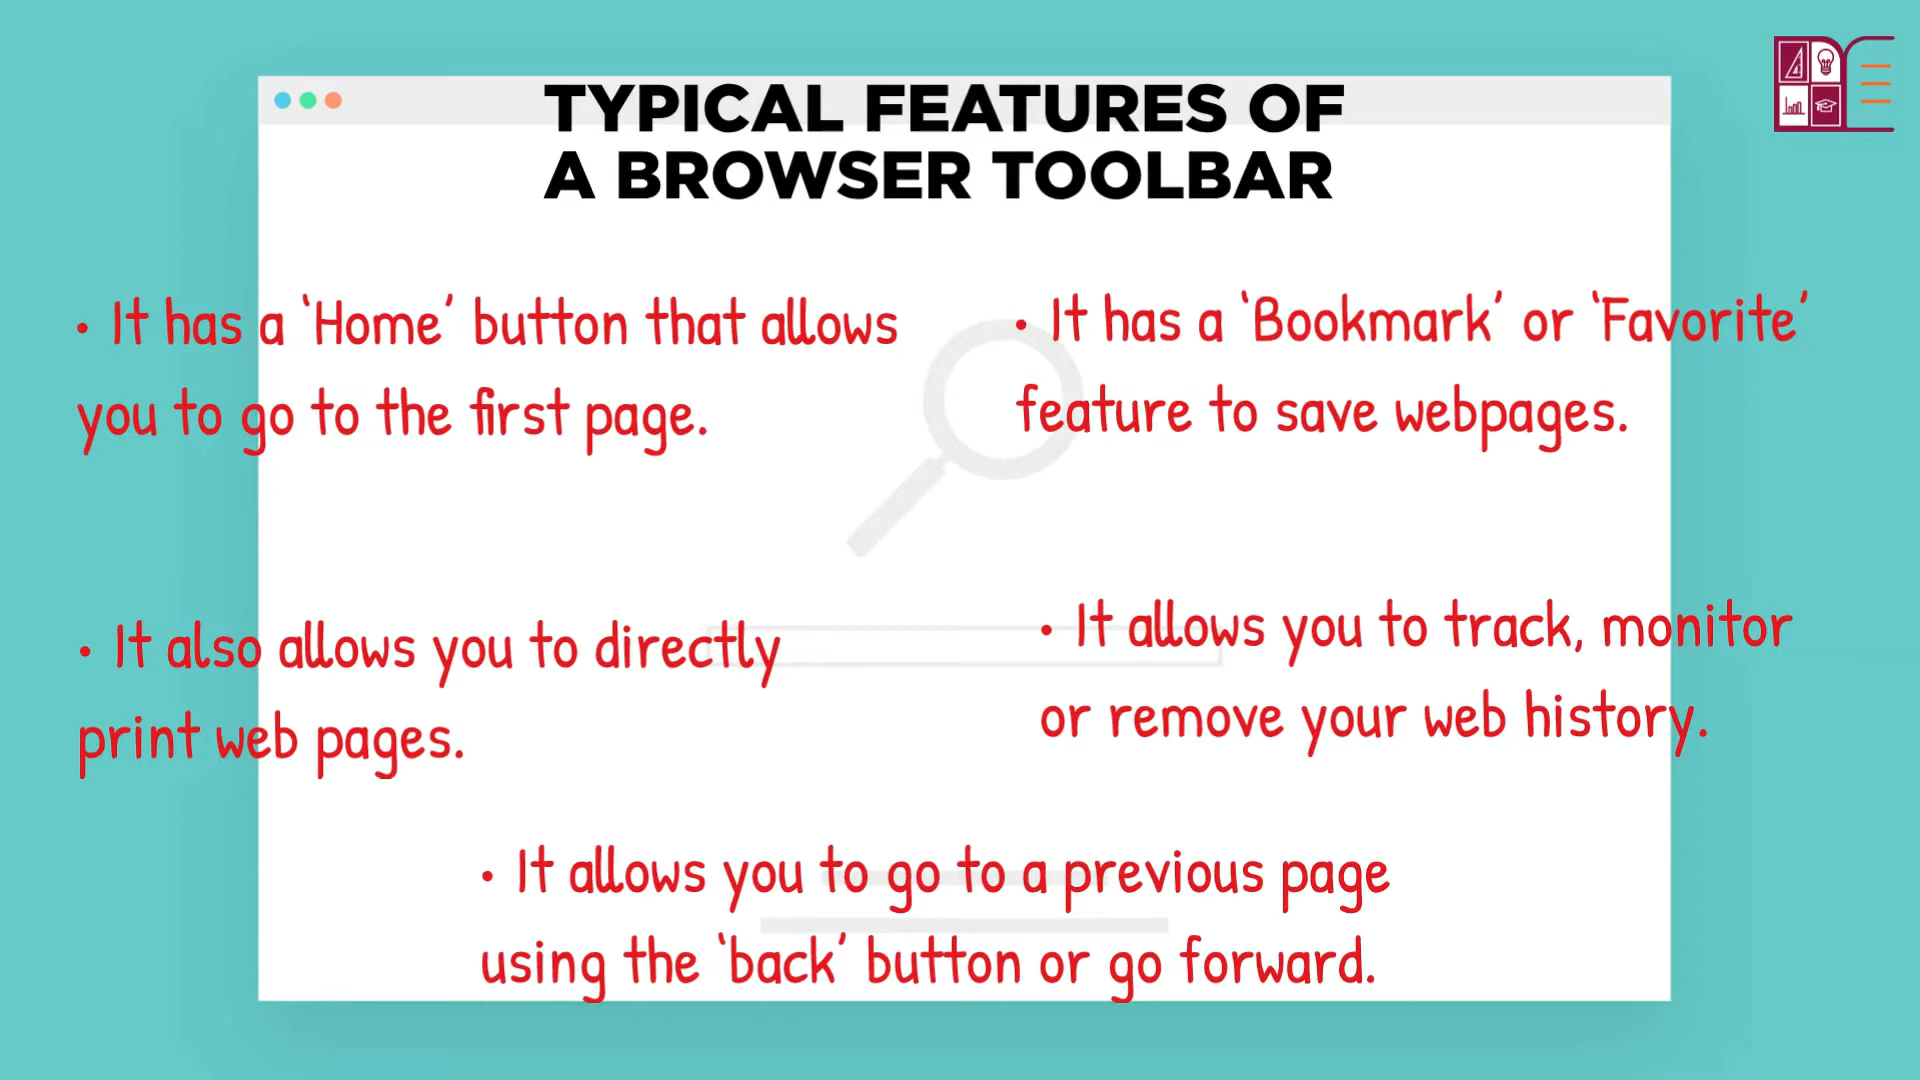 TYPICAL FEATURES OF
A BROWSER TOOLBAR
• It has a ‘Home’ button that allows
you to go to the first page.
• It has a ‘Bookmark’ or ‘Favorite’
feature to save webpages.
• It also allows you to directly
print web pages.
• It allows you to track, monitor
or remove your web history.
• It allows you to go to a previous page
using the ‘back’ button or go forward.